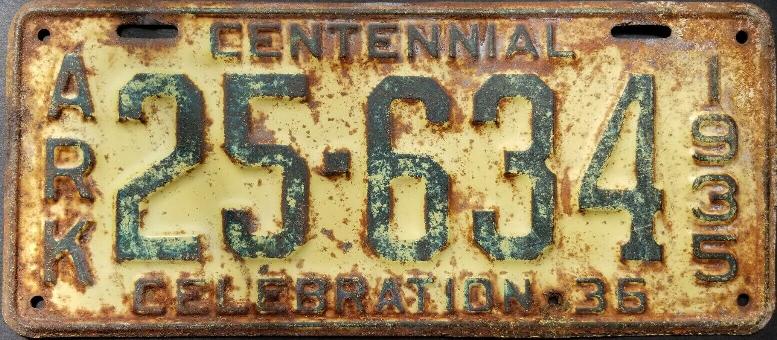 CENTENNIAL
ARK
25·634
1935
CELEBRATION·36